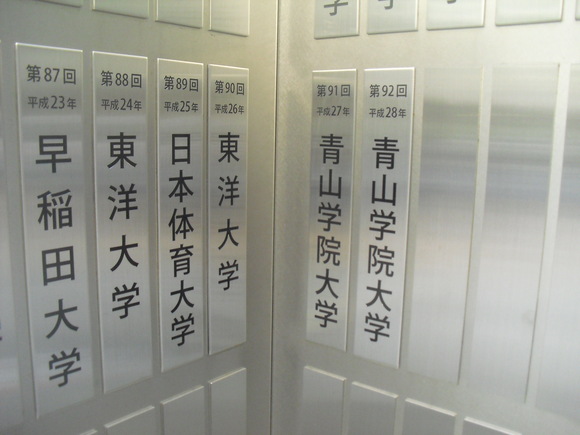 学
学
第87回
平成23年
早稲田大学
第88回
平成24年
東洋大学
第89回
平成25年
日本体育大学
第90回
平成26年
東洋大学
第91回
平成27年
青山学院大学
第92回
平成28年
青山学院大学